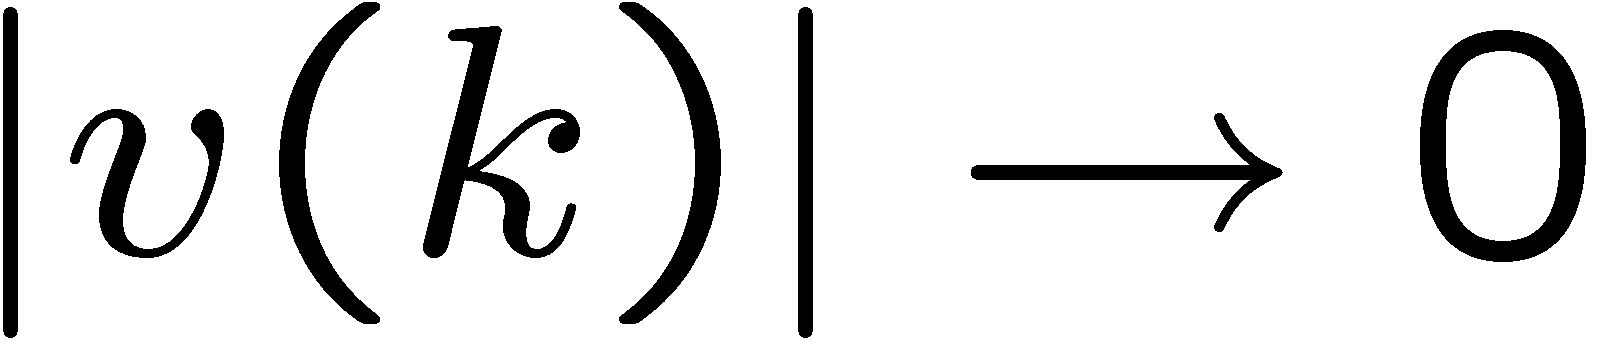 |v(k)| → 0